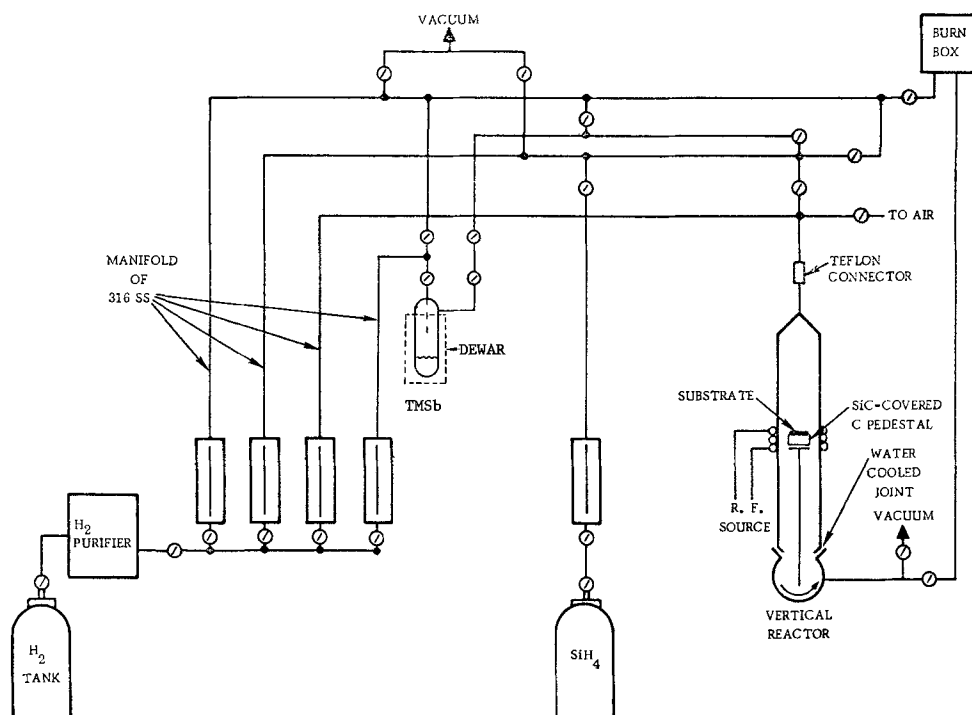 VACUUM
BURN
BOX
TO AIR
MANIFOLD
OF
316 SS
TEFLON
CONNECTOR
DEWAR
TMSb
SUBSTRATE
SiC-COVERED
C PEDESTAL
WATER
COOLED
JOINT
R. F.
SOURCE
VACUUM
H2
PURIFIER
VERTICAL
REACTOR
H2
TANK
SiH4